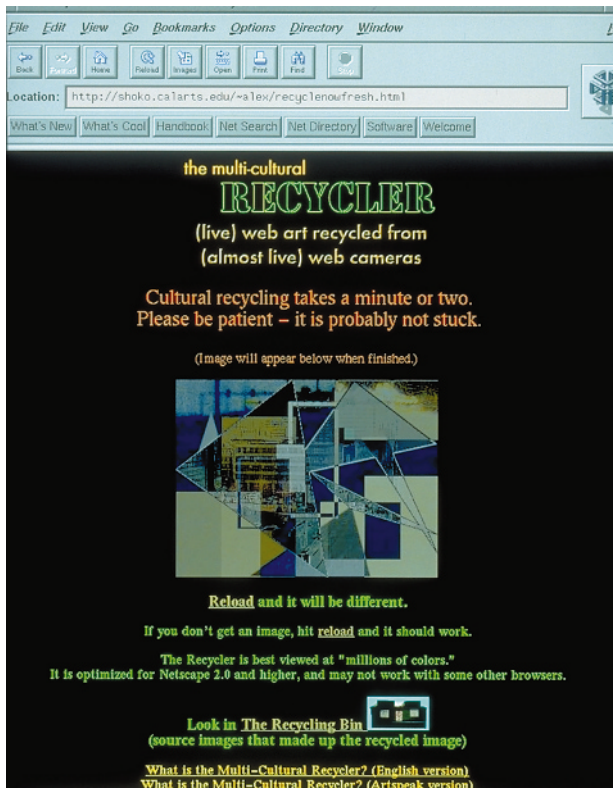 File Edit View Go Bookmarks Options Directory Window
Back Forward Home Reload Images Open Print Find Stop
Location: http://shoko.calarts.edu/~alex/recyclenowfresh.html
What's New What's Cool Handbook Net Search Net Directory Software Welcome
the multi-cultural
RECYCLER
(live) web art recycled from
(almost live) web cameras
Cultural recycling takes a minute or two.
Please be patient – it is probably not stuck.
(Image will appear below when finished.)
Reload and it will be different.
If you don't get an image, hit reload and it should work.
The Recycler is best viewed at "millions of colors."
It is optimized for Netscape 2.0 and higher, and may not work with some other browsers.
Look in The Recycling Bin
(source images that made up the recycled image)
What is the Multi-Cultural Recycler? (English version)
What is the Multi-Cultural Recycler? (Artspeak version)